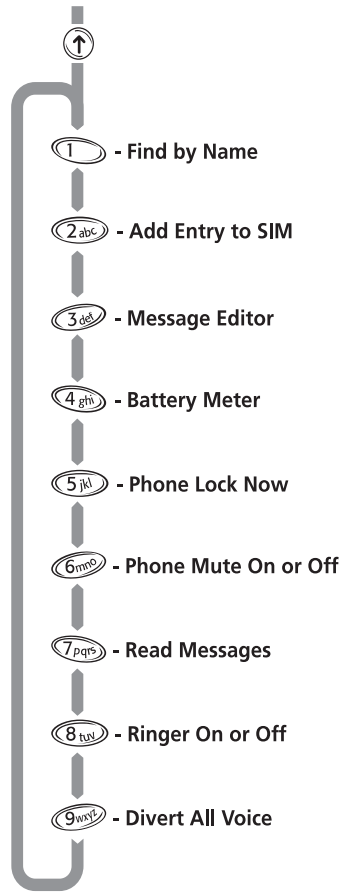 1 - Find by Name
2abc - Add Entry to SIM
3def - Message Editor
4ghi - Battery Meter
5jkl - Phone Lock Now
6mno - Phone Mute On or Off
7pqrs - Read Messages
8tuv - Ringer On or Off
9wxyz - Divert All Voice